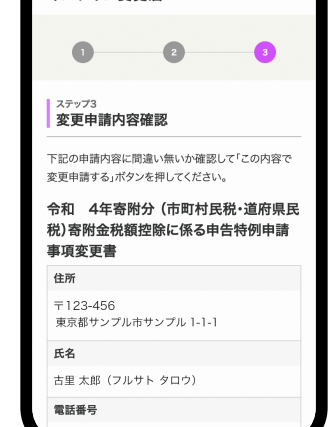 1
2
3
ステップ3
変更申請内容確認
下記の申請内容に間違い無いか確認して「この内容で
変更申請する」ボタンを押してください。
令和　4年寄附分（市町村民税・道府県民
税）寄附金税額控除に係る申告特例申請
事項変更書
住所
〒123-456
東京都サンプル市サンプル 1-1-1
氏名
古里 太郎（フルサト タロウ）
電話番号